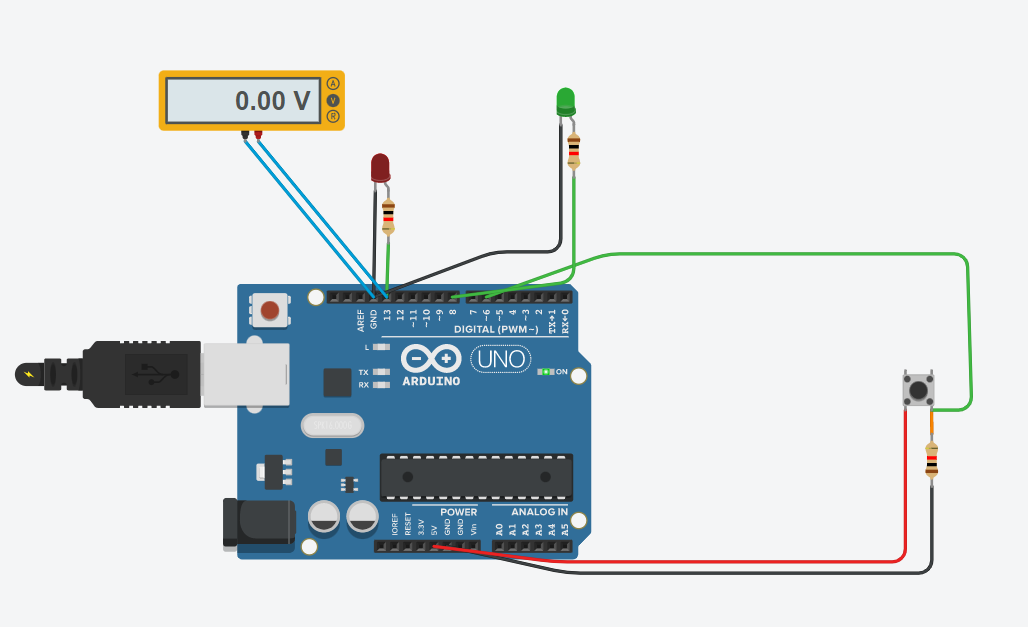 0.00 V
A
V
R
AREF
GND
13
12
~11
~10
~9
8
7
~6
~5
4
~3
2
TX→1
RX←0
DIGITAL (PWM~)
L
TX
RX
UNO
ARDUINO
ON
POWER
ANALOG IN
IOREF
RESET
3.3V
5V
GND
GND
Vin
A0
A1
A2
A3
A4
A5